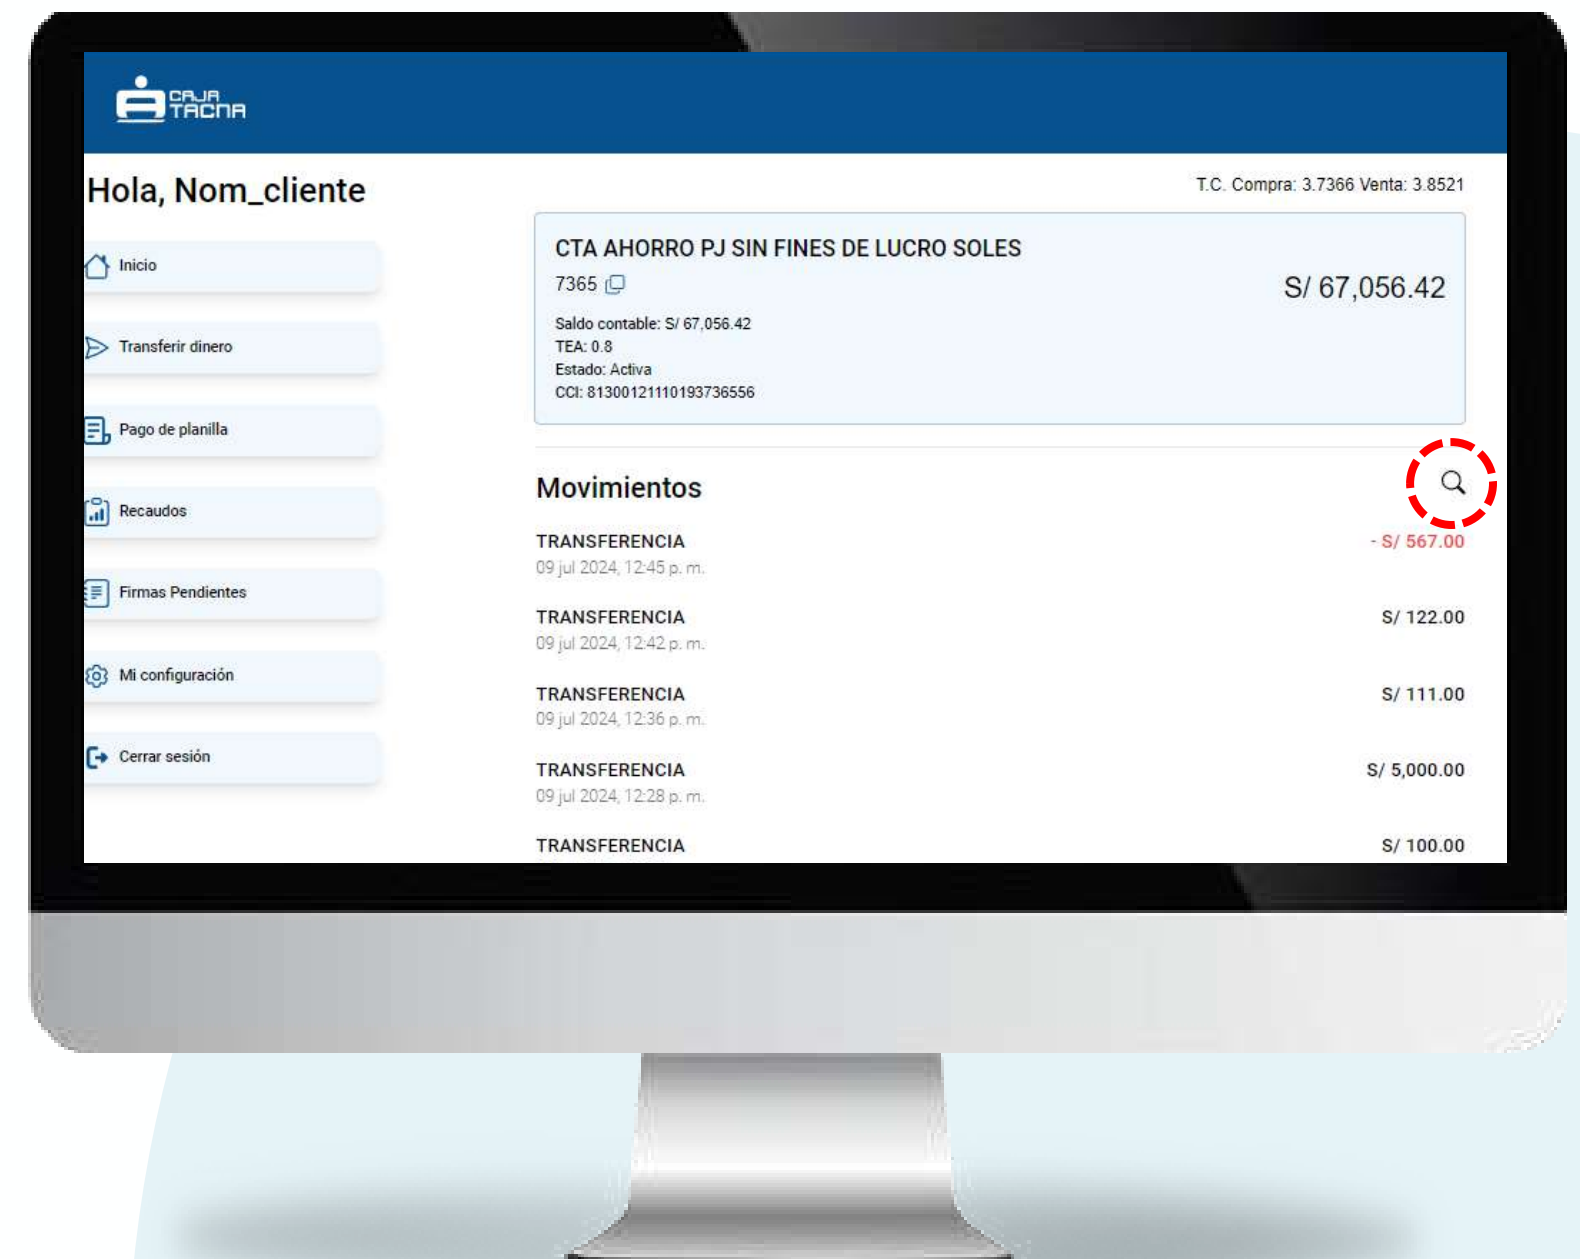 CAJA
TACNA
Hola, Nom_cliente
T.C. Compra: 3.7366 Venta: 3.8521
Inicio
Transferir dinero
Pago de planilla
Recaudos
Firmas Pendientes
Mi configuración
Cerrar sesión
CTA AHORRO PJ SIN FINES DE LUCRO SOLES
7365
S/ 67,056.42
Saldo contable: S/ 67,056.42
TEA: 0.8
Estado: Activa
CCI: 81300121110193736556
Movimientos
TRANSFERENCIA - S/ 567.00
09 jul 2024, 12:45 p. m.
TRANSFERENCIA S/ 122.00
09 jul 2024, 12:42 p. m.
TRANSFERENCIA S/ 111.00
09 jul 2024, 12:36 p. m.
TRANSFERENCIA S/ 5,000.00
09 jul 2024, 12:28 p. m.
TRANSFERENCIA S/ 100.00